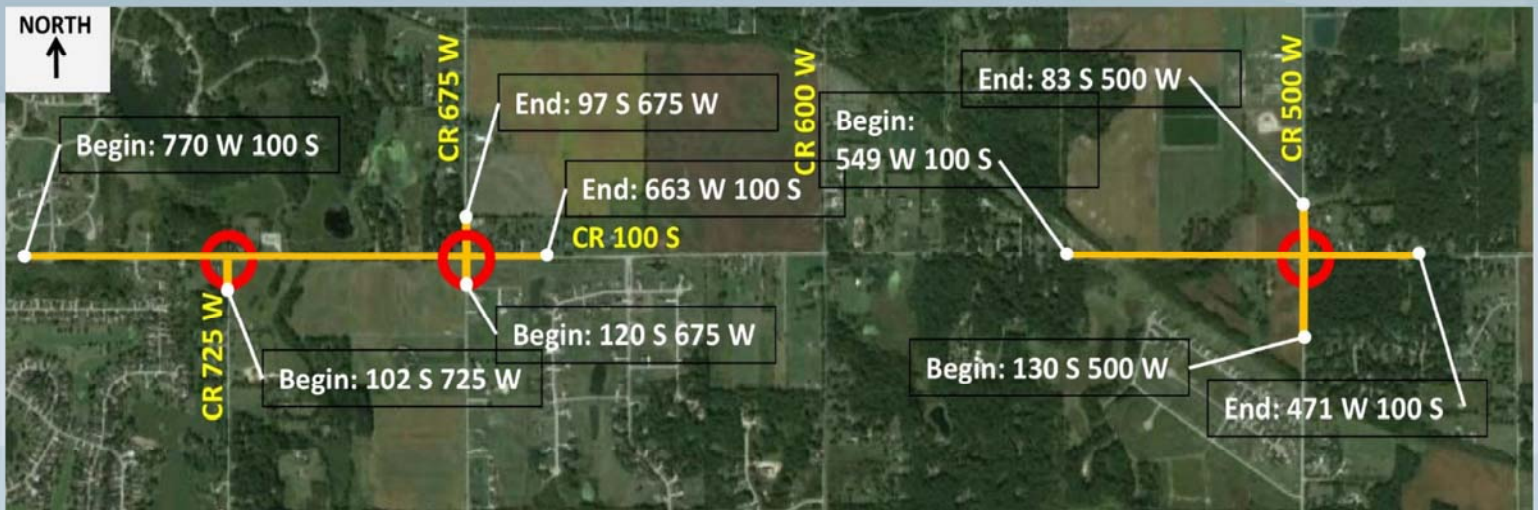 NORTH
CR 675 W
CR 600 W
CR 500 W
End: 97 S 675 W
End: 83 S 500 W
Begin:
549 W 100 S
Begin: 770 W 100 S
End: 663 W 100 S
CR 100 S
CR 725 W
Begin: 120 S 675 W
Begin: 102 S 725 W
Begin: 130 S 500 W
End: 471 W 100 S